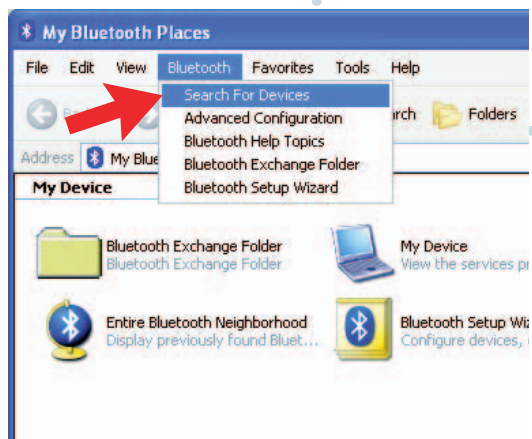 My Bluetooth Places
File Edit View Bluetooth Favorites Tools Help
Search For Devices
Advanced Configuration
Bluetooth Help Topics
Bluetooth Exchange Folder
Bluetooth Setup Wizard
rch Folders
Address My Blue
My Device
Bluetooth Exchange Folder
Bluetooth Exchange Folder
My Device
View the services pr
Entire Bluetooth Neighborhood
Display previously found Bluet...
Bluetooth Setup Wiz
Configure devices,